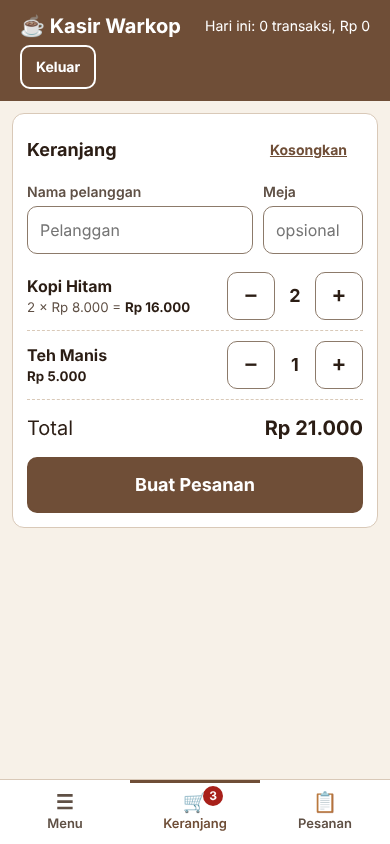 Kasir Warkop
Hari ini: 0 transaksi, Rp 0
Keluar
Keranjang
Kosongkan
Nama pelanggan
Meja
Pelanggan
opsional
Kopi Hitam
2 × Rp 8.000 = Rp 16.000
− 2 +
Teh Manis
Rp 5.000
− 1 +
Total Rp 21.000
Buat Pesanan
3
Menu
Keranjang
Pesanan